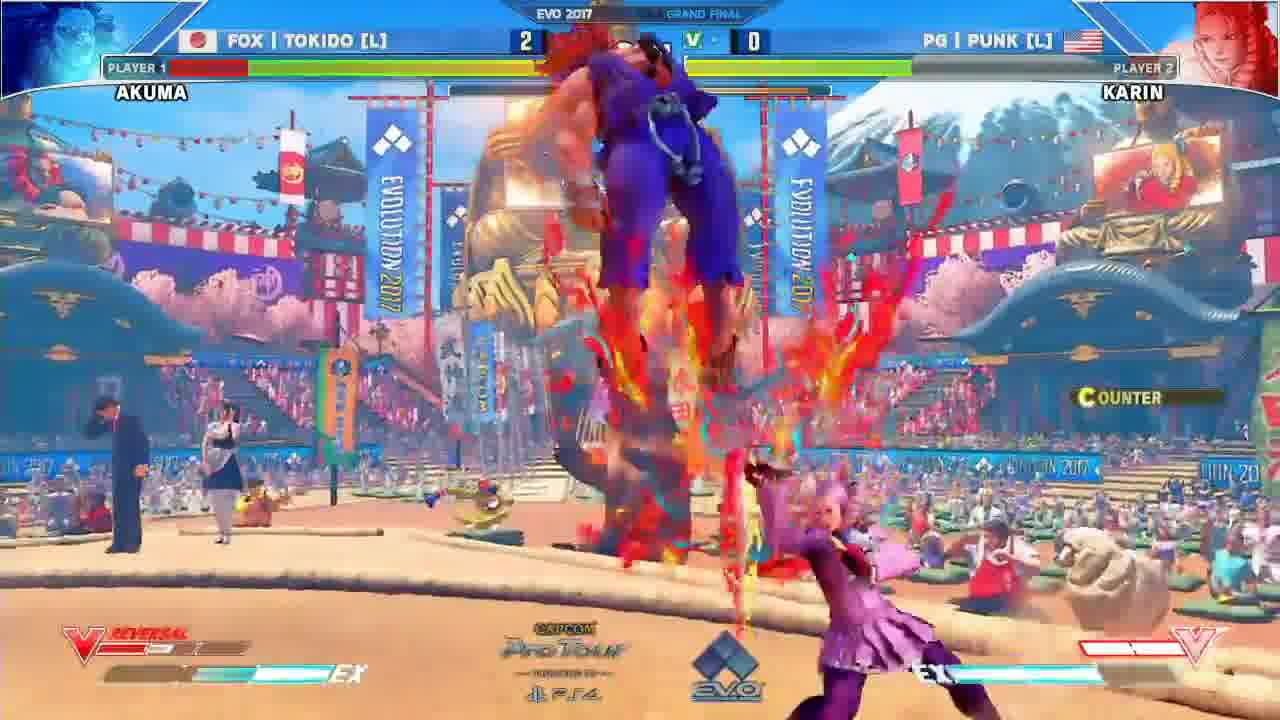 EVO 2017 GRAND FINAL
FOX | TOKIDO [L] 2 V 0 PG | PUNK [L]
PLAYER 1 PLAYER 2
AKUMA KARIN
EVOLUTION 2017
EVOLUTION 2017
COUNTER
2017
V REVERSAL V
EX EX
CAPCOM
PRO TOUR
PS4
EVO